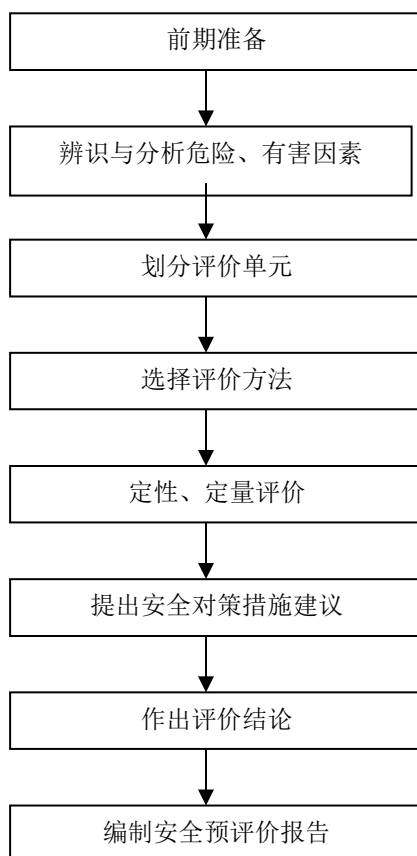 前期准备
辨识与分析危险、有害因素
划分评价单元
选择评价方法
定性、定量评价
提出安全对策措施建议
作出评价结论
编制安全预评价报告